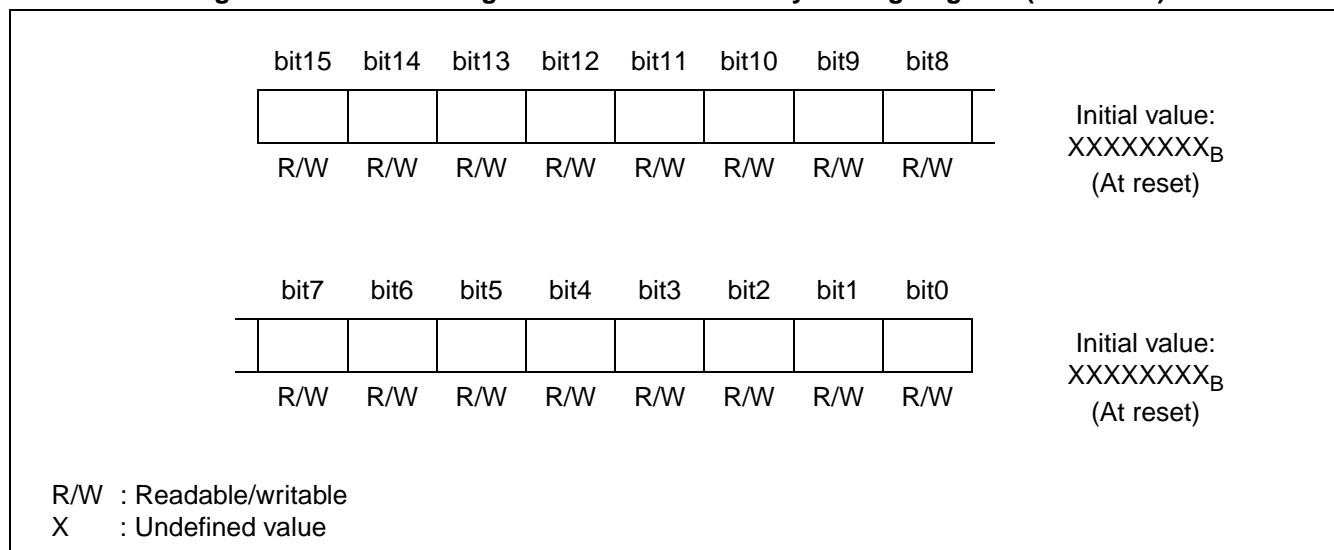 bit15 bit14 bit13 bit12 bit11 bit10 bit9 bit8
Initial value:
XXXXXXXXB
R/W R/W R/W R/W R/W R/W R/W R/W
(At reset)
bit7 bit6 bit5 bit4 bit3 bit2 bit1 bit0
Initial value:
XXXXXXXXB
R/W R/W R/W R/W R/W R/W R/W R/W
(At reset)
R/W : Readable/writable
X : Undefined value